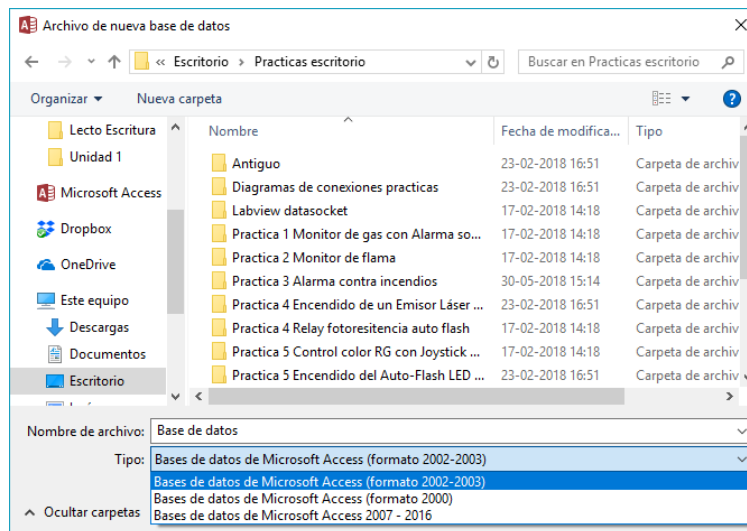 Archivo de nueva base de datos
« Escritorio > Practicas escritorio
Buscar en Practicas escritorio
Organizar
Nueva carpeta
Lecto Escritura
Unidad 1
Microsoft Access
Dropbox
OneDrive
Este equipo
Descargas
Documentos
Escritorio
Nombre Fecha de modifica... Tipo
Antiguo 23-02-2018 16:51 Carpeta de archiv
Diagramas de conexiones practicas 23-02-2018 16:51 Carpeta de archiv
Labview datasocket 17-02-2018 14:18 Carpeta de archiv
Practica 1 Monitor de gas con Alarma so... 17-02-2018 14:18 Carpeta de archiv
Practica 2 Monitor de flama 17-02-2018 14:18 Carpeta de archiv
Practica 3 Alarma contra incendios 30-05-2018 15:14 Carpeta de archiv
Practica 4 Encendido de un Emisor Láser ... 23-02-2018 16:51 Carpeta de archiv
Practica 4 Relay fotoresitencia auto flash 17-02-2018 14:18 Carpeta de archiv
Practica 5 Control color RG con Joystick ... 17-02-2018 14:18 Carpeta de archiv
Practica 5 Encendido del Auto-Flash LED ... 23-02-2018 16:51 Carpeta de archiv
Nombre de archivo: Base de datos
Tipo: Bases de datos de Microsoft Access (formato 2002-2003)
Bases de datos de Microsoft Access (formato 2002-2003)
Bases de datos de Microsoft Access (formato 2000)
Bases de datos de Microsoft Access 2007 - 2016
Ocultar carpetas